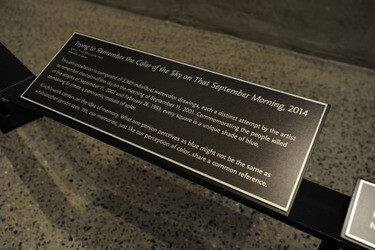 Trying to Remember the Color of the Sky on That September Morning, 2014
This art installation is composed of 2,983 individual watercolor drawings, each a distinct attempt by the artist
to remember the color of the sky on the morning of September 11, 2001. Commemorating the people killed
in the attacks of September 11, 2001 and February 26, 1993, every square is a unique shade of blue,
combining to create a panoramic mosaic of color.
Finch's work centers on the idea of memory. What one person perceives as blue might not be the same as
what another person sees. Yet, our memories, just like our perception of color, share a common reference.